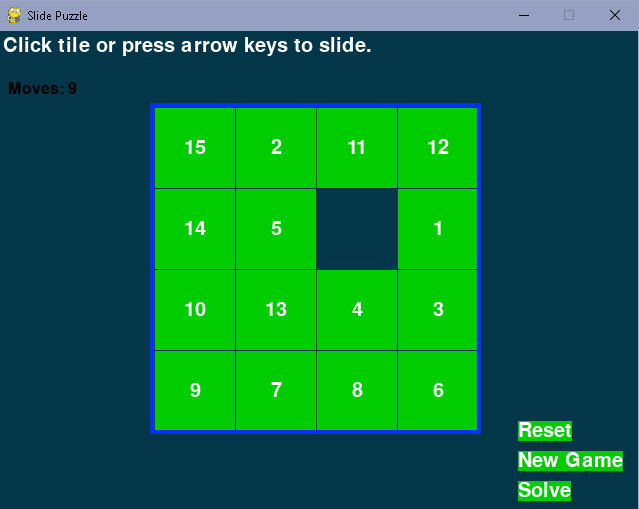 Slide Puzzle
Click tile or press arrow keys to slide.
Moves: 9
15 2 11 12
14 5 1
10 13 4 3
9 7 8 6
Reset
New Game
Solve